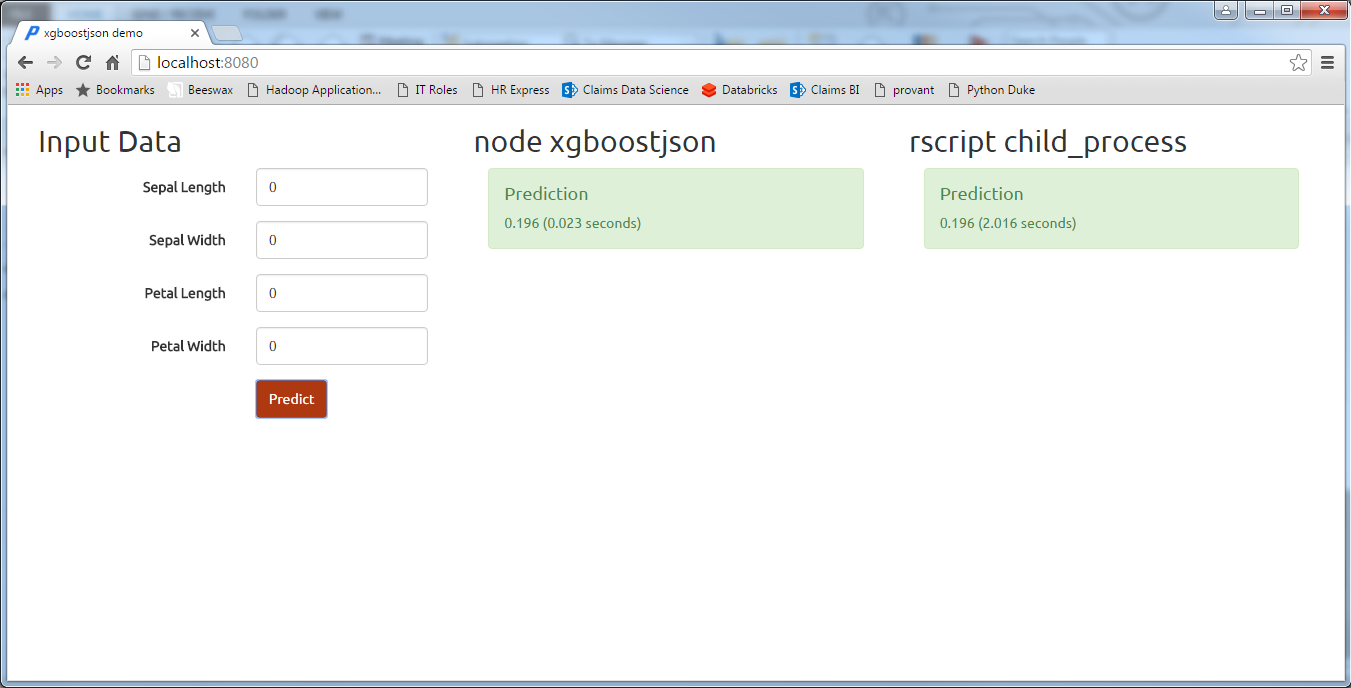 xgboostjson demo
localhost:8080
Apps Bookmarks Beeswax Hadoop Application... IT Roles HR Express Claims Data Science Databricks Claims BI provant Python Duke
Input Data
Sepal Length 0
Sepal Width 0
Petal Length 0
Petal Width 0
Predict
node xgboostjson
Prediction
0.196 (0.023 seconds)
rscript child_process
Prediction
0.196 (2.016 seconds)